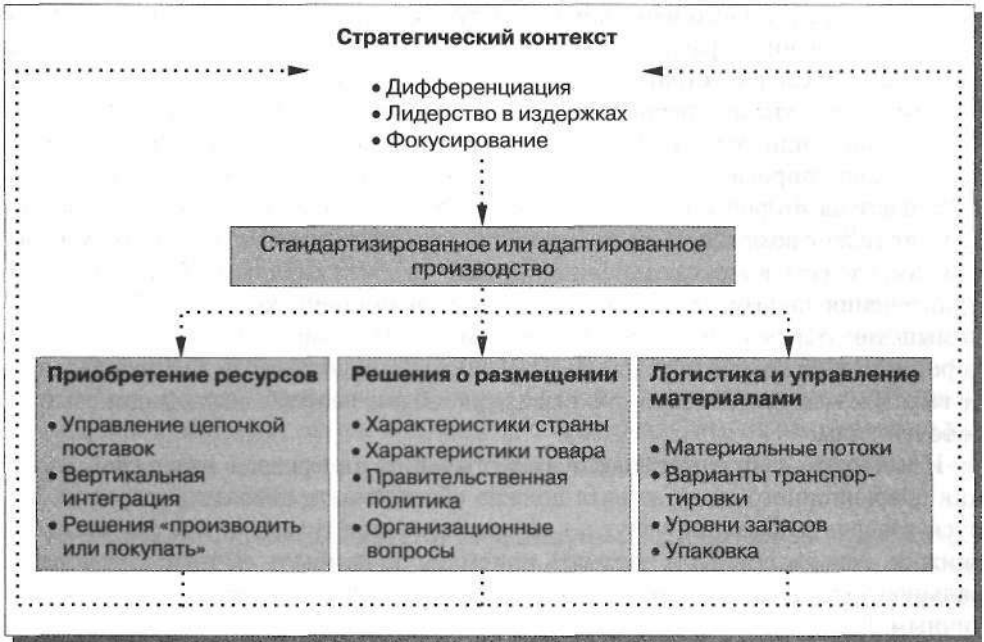 Стратегический контекст
• Дифференциация
• Лидерство в издержках
• Фокусирование
Стандартизированное или адаптированное
производство
Приобретение ресурсов
• Управление цепочкой
поставок
• Вертикальная
интеграция
• Решения «производить
или покупать»
Решения о размещении
• Характеристики страны
• Характеристики товара
• Правительственная
политика
• Организационные
вопросы
Логистика и управление
материалами
• Материальные потоки
• Варианты транспор-
тировки
• Уровни запасов
• Упаковка